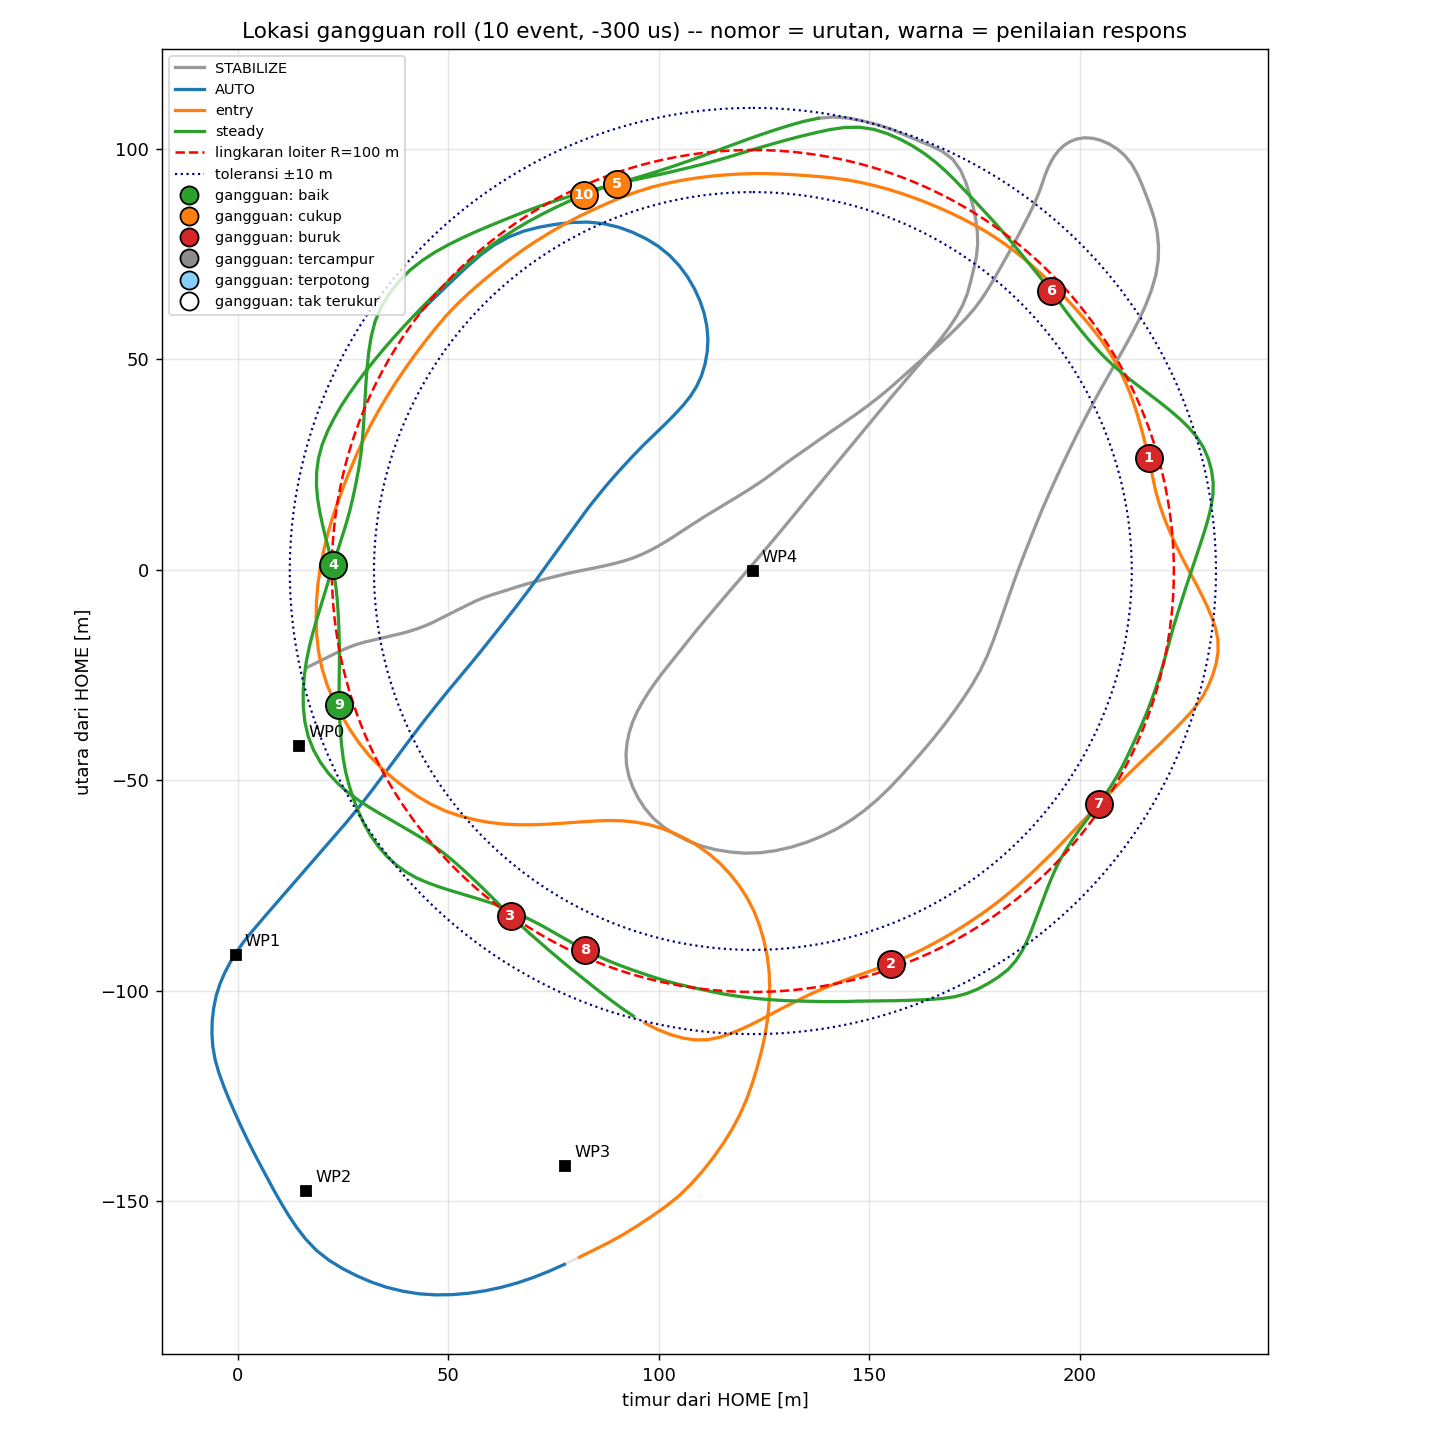 Lokasi gangguan roll (10 event, -300 us) -- nomor = urutan, warna = penilaian respons
STABILIZE
AUTO
entry
steady
lingkaran loiter R=100 m
toleransi ±10 m
gangguan: baik
gangguan: cukup
gangguan: buruk
gangguan: tercampur
gangguan: terpotong
gangguan: tak terukur
100
50
0
−50
−100
−150
utara dari HOME [m]
10
5
6
1
4
WP4
9
WP0
7
3
8
2
WP1
WP3
WP2
0
50
100
150
200
timur dari HOME [m]